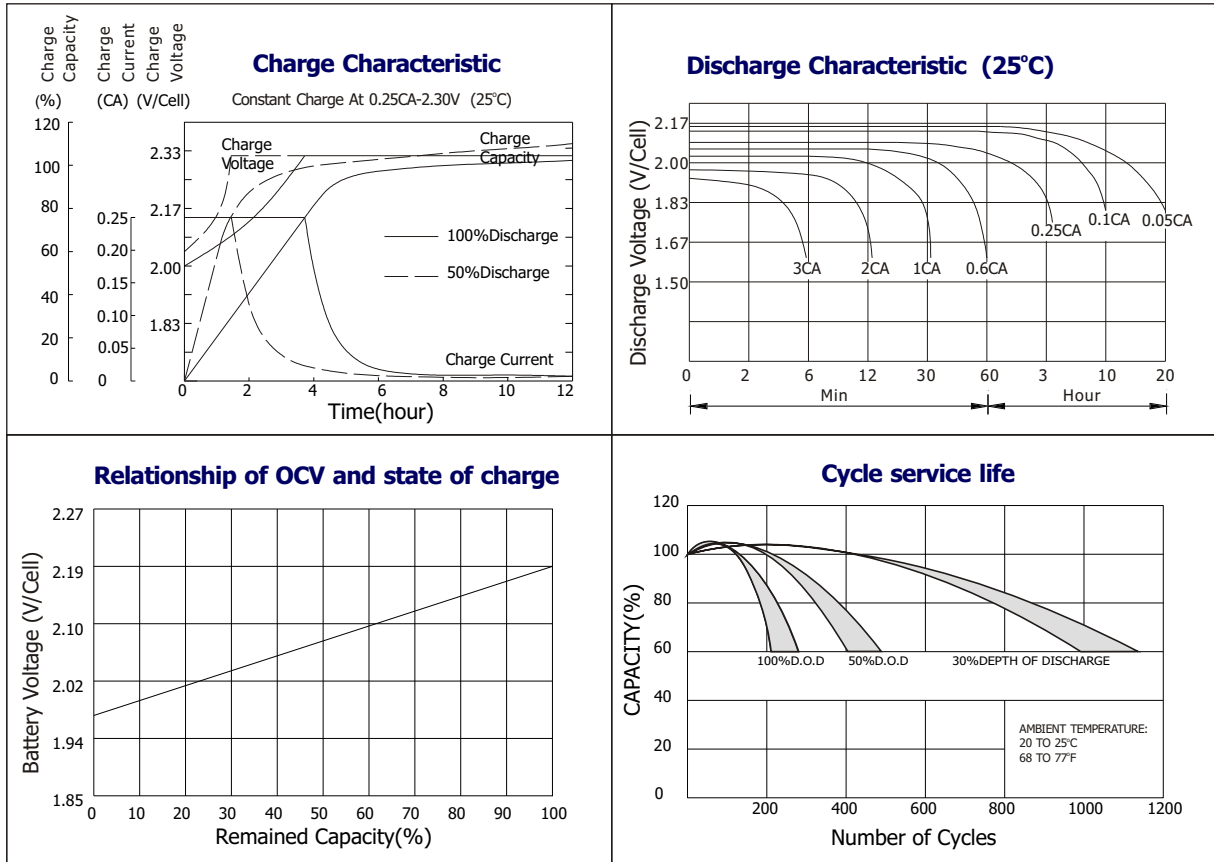 Charge Capacity
Charge Current
Charge Voltage
(%)
(CA)
(V/Cell)
Charge Characteristic
Constant Charge At 0.25CA-2.30V (25°C)
120
100
80
60
40
20
0
0.25
0.20
0.15
0.10
0.05
0
2.33
2.17
2.00
1.83
Charge Voltage
Charge Capacity
100%Discharge
50%Discharge
Charge Current
0 2 4 6 8 10 12
Time(hour)
Discharge Characteristic (25°C)
Discharge Voltage (V/Cell)
2.17
2.00
1.83
1.67
1.50
3CA
2CA
1CA
0.6CA
0.25CA
0.1CA
0.05CA
0 2 6 12 30 60 3 10 20
Min
Hour
Relationship of OCV and state of charge
Battery Voltage (V/Cell)
2.27
2.19
2.10
2.02
1.94
1.85
0 10 20 30 40 50 60 70 80 90 100
Remained Capacity(%)
Cycle service life
CAPACITY(%)
120
100
80
60
40
20
0
100%D.O.D
50%D.O.D
30%DEPTH OF DISCHARGE
AMBIENT TEMPERATURE:
20 TO 25°C
68 TO 77°F
200 400 600 800 1000 1200
Number of Cycles